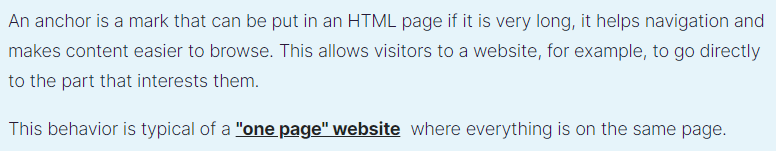 An anchor is a mark that can be put in an HTML page if it is very long, it helps navigation and
makes content easier to browse. This allows visitors to a website, for example, to go directly
to the part that interests them.
This behavior is typical of a "one page" website where everything is on the same page.